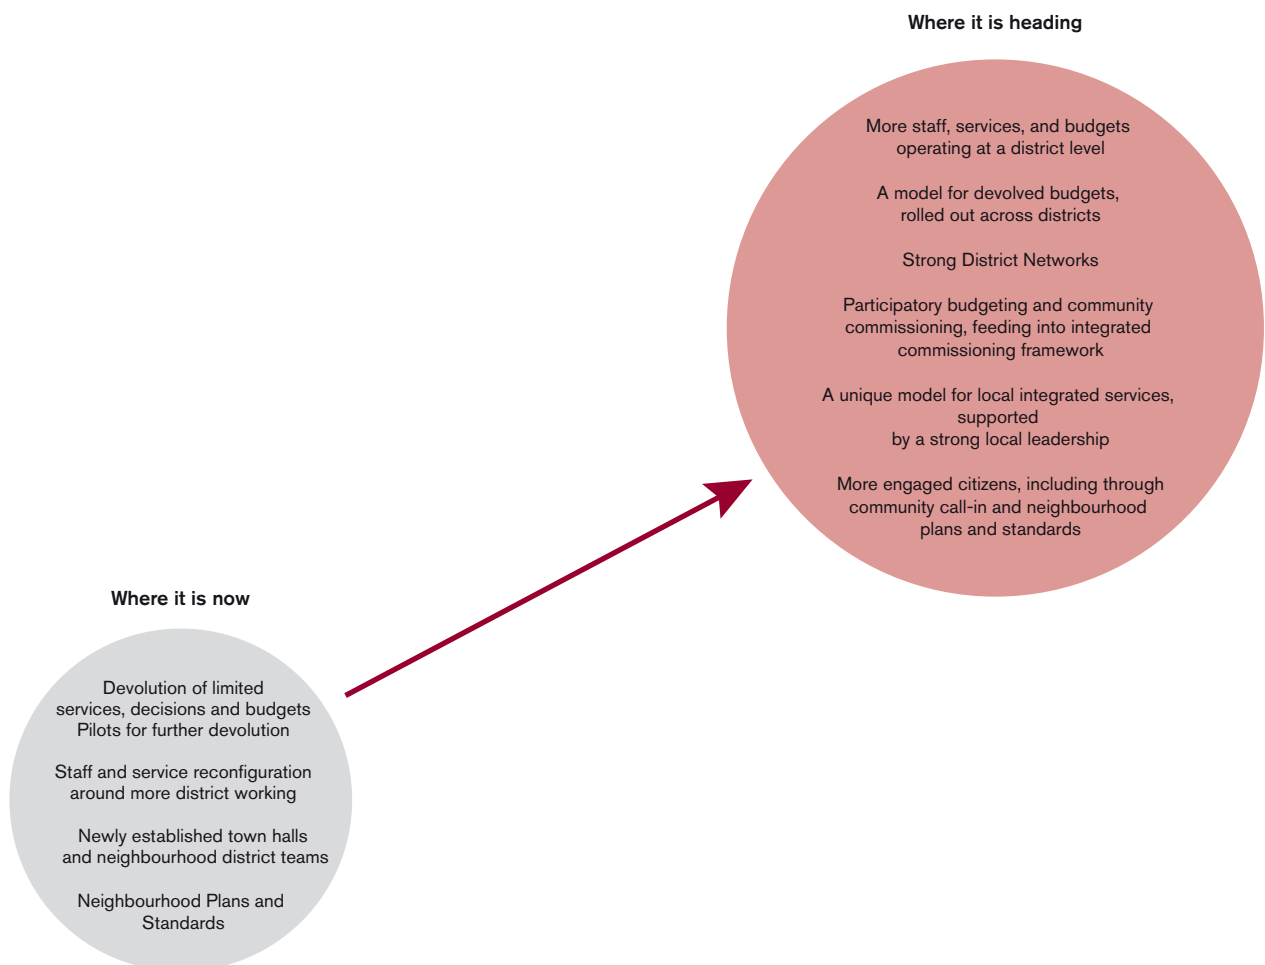 Where it is heading
More staff, services, and budgets
operating at a district level
A model for devolved budgets,
rolled out across districts
Strong District Networks
Participatory budgeting and community
commissioning, feeding into integrated
commissioning framework
A unique model for local integrated services,
supported
by a strong local leadership
More engaged citizens, including through
community call-in and neighbourhood
plans and standards
Where it is now
Devolution of limited
services, decisions and budgets
Pilots for further devolution
Staff and service reconfiguration
around more district working
Newly established town halls
and neighbourhood district teams
Neighbourhood Plans and
Standards